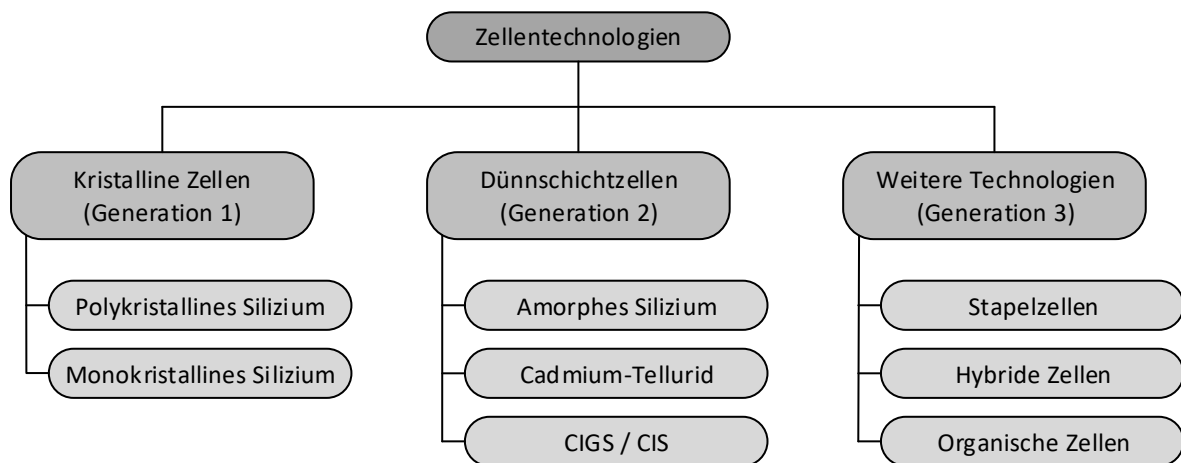 Zellentechnologien
Kristalline Zellen
(Generation 1)
Polykristallines Silizium
Monokristallines Silizium
Dünnschichtzellen
(Generation 2)
Amorphes Silizium
Cadmium-Tellurid
CIGS / CIS
Weitere Technologien
(Generation 3)
Stapelzellen
Hybride Zellen
Organische Zellen